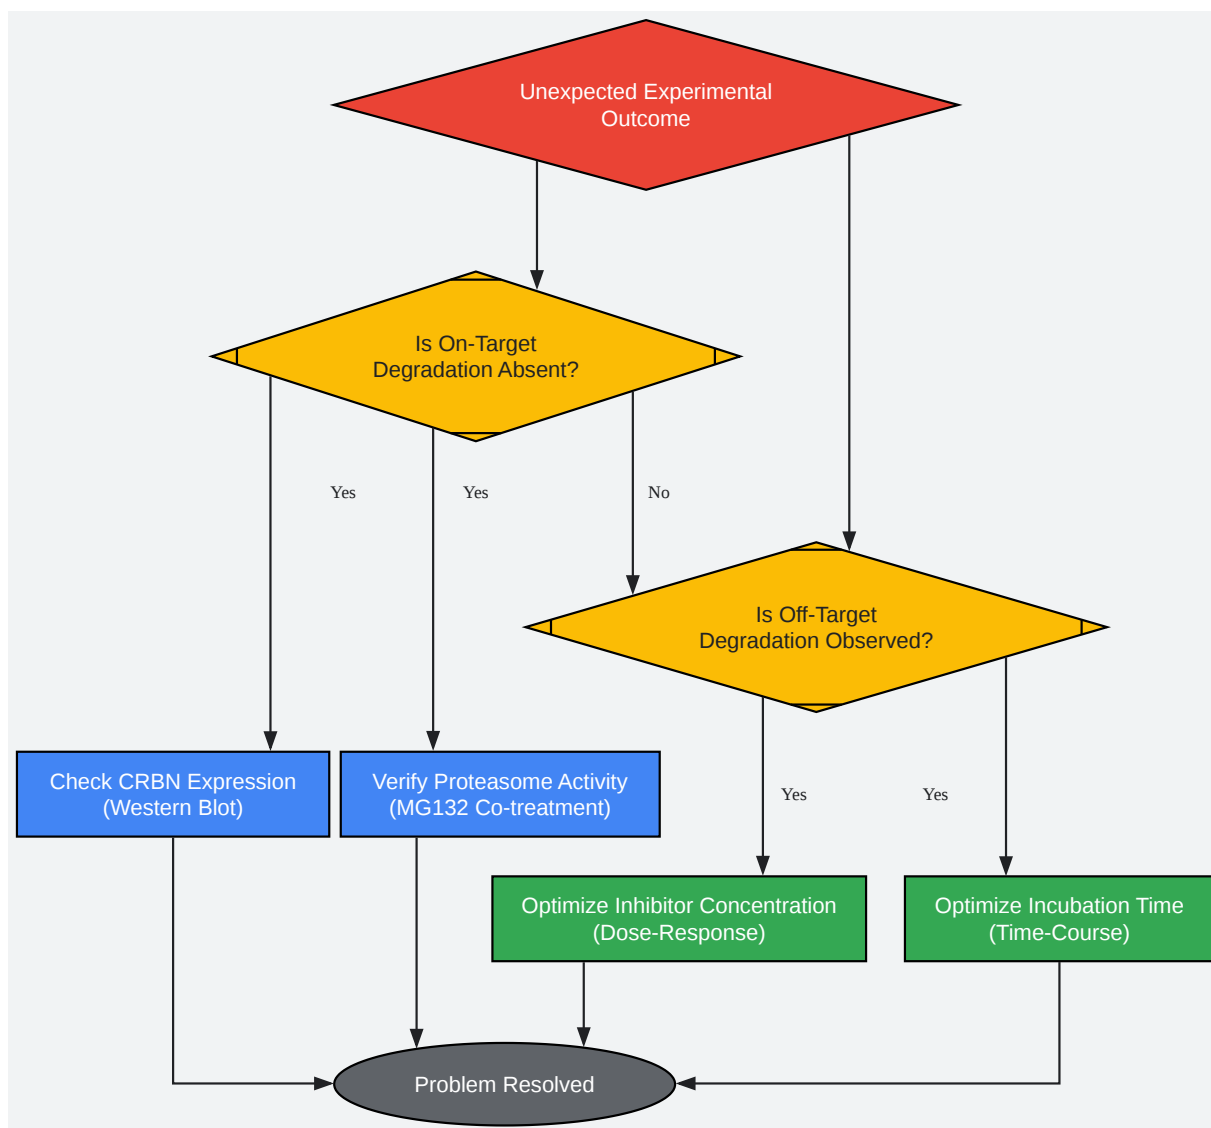 Unexpected Experimental
Outcome
Is On-Target
Degradation Absent?
Yes
Yes
No
Is Off-Target
Degradation Observed?
Check CRBN Expression
(Western Blot)
Verify Proteasome Activity
(MG132 Co-treatment)
Yes
Yes
Optimize Inhibitor Concentration
(Dose-Response)
Optimize Incubation Time
(Time-Course)
Problem Resolved